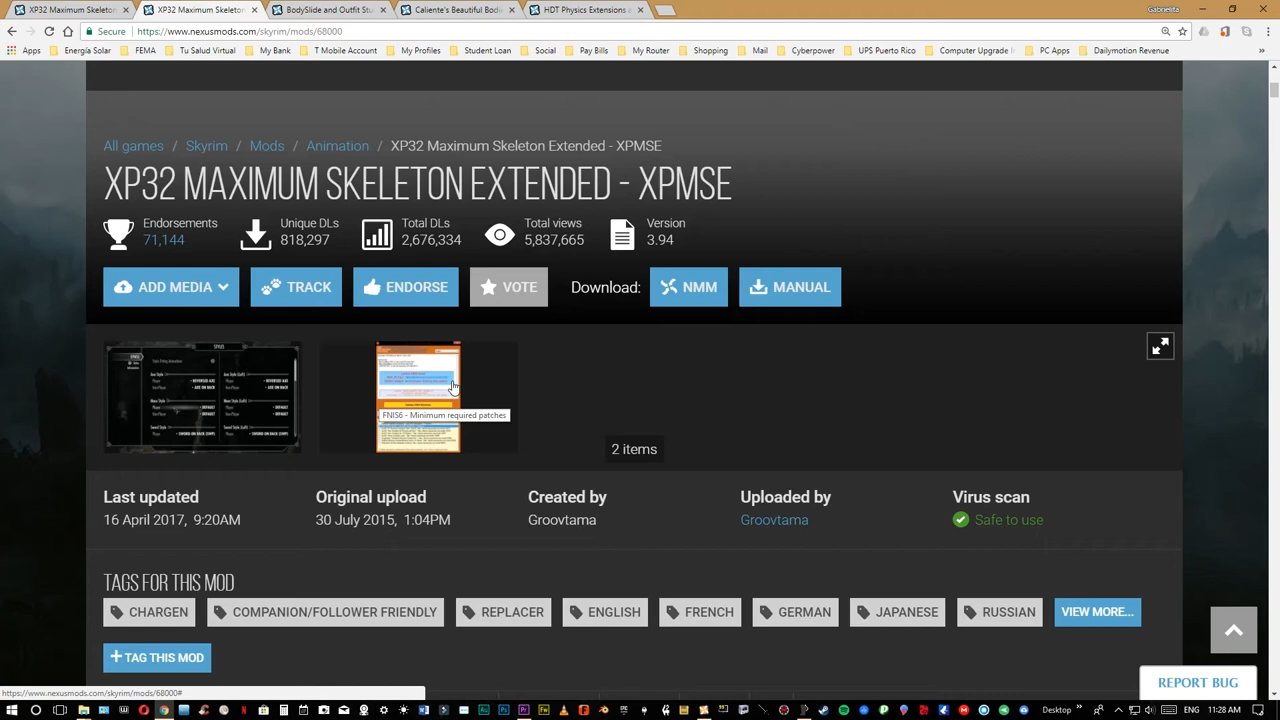 XP32 Maximum Skeleton
XP32 Maximum Skeleton
BodySlide and Outfit Stu
Caliente's Beautiful Bodi
HDT Physics Extensions a
Gabrielita
Secure
https://www.nexusmods.com/skyrim/mods/68000
Apps
Energía Solar
FEMA
Tu Salud Virtual
My Bank
T Mobile Account
My Profiles
Student Loan
Social
Pay Bills
My Router
Shopping
Mail
Cyberpower
UPS Puerto Rico
Computer Upgrade
PC Apps
Dailymotion Revenue
All games / Skyrim / Mods / Animation / XP32 Maximum Skeleton Extended - XPMSE
XP32 MAXIMUM SKELETON EXTENDED - XPMSE
Endorsements
71,144
Unique DLs
818,297
Total DLs
2,676,334
Total views
5,837,665
Version
3.94
ADD MEDIA
TRACK
ENDORSE
VOTE
Download:
NMM
MANUAL
STYLES
FNIS6 - Minimum required patches
2 items
Last updated
16 April 2017, 9:20AM
Original upload
30 July 2015, 1:04PM
Created by
Groovtama
Uploaded by
Groovtama
Virus scan
Safe to use
TAGS FOR THIS MOD
CHARGEN
COMPANION/FOLLOWER FRIENDLY
REPLACER
ENGLISH
FRENCH
GERMAN
JAPANESE
RUSSIAN
VIEW MORE...
+ TAG THIS MOD
REPORT BUG
https://www.nexusmods.com/skyrim/mods/68000#
Desktop
11:28 AM